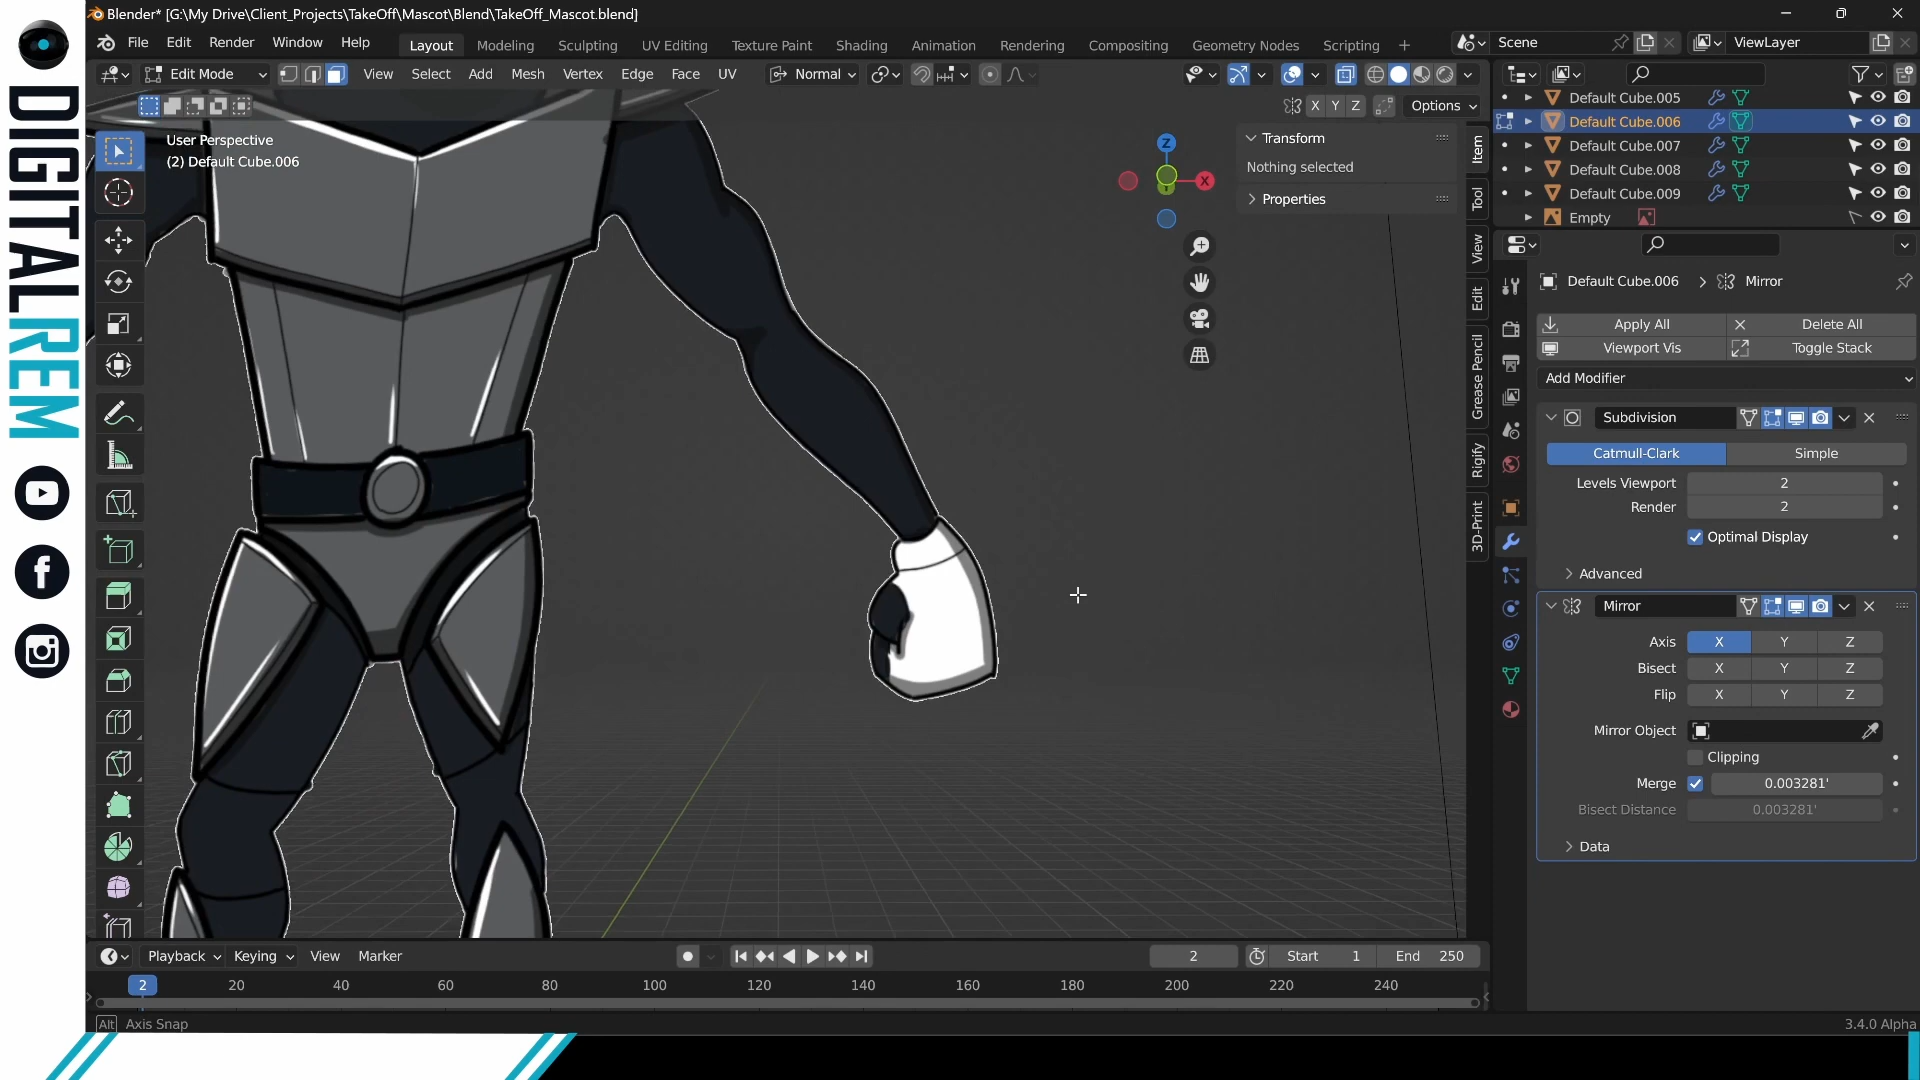 Blender* [G:\My Drive\Client_Projects\TakeOff\Mascot\Blend\TakeOff_Mascot.blend]
File Edit Render Window Help Layout Modeling Sculpting UV Editing Texture Paint Shading Animation Rendering Compositing Geometry Nodes Scripting + Scene ViewLayer
Edit Mode View Select Add Mesh Vertex Edge Face UV Normal
X Y Z Options
User Perspective
(2) Default Cube.006
Z
X
Transform
Nothing selected
Properties
Item
Tool
View
Edit
Grease Pencil
Rigify
3D-Print
Default Cube.005
Default Cube.006
Default Cube.007
Default Cube.008
Default Cube.009
Empty
Default Cube.006 Mirror
Apply All Delete All
Viewport Vis Toggle Stack
Add Modifier
Subdivision
Catmull-Clark Simple
Levels Viewport 2
Render 2
Optimal Display
Advanced
Mirror
Axis X Y Z
Bisect X Y Z
Flip X Y Z
Mirror Object
Clipping
Merge 0.003281'
Bisect Distance 0.003281'
Data
Playback Keying View Marker 2 Start 1 End 250
2 20 40 60 80 100 120 140 160 180 200 220 240
Alt Axis Snap 3.4.0 Alpha
DIGITALREM